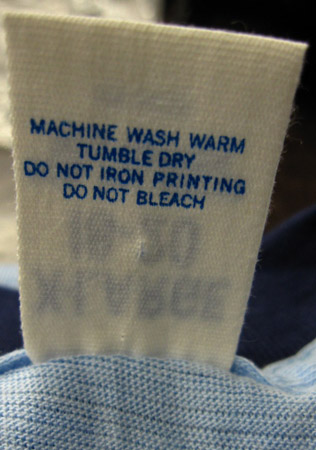 MACHINE WASH WARM
TUMBLE DRY
DO NOT IRON PRINTING
DO NOT BLEACH